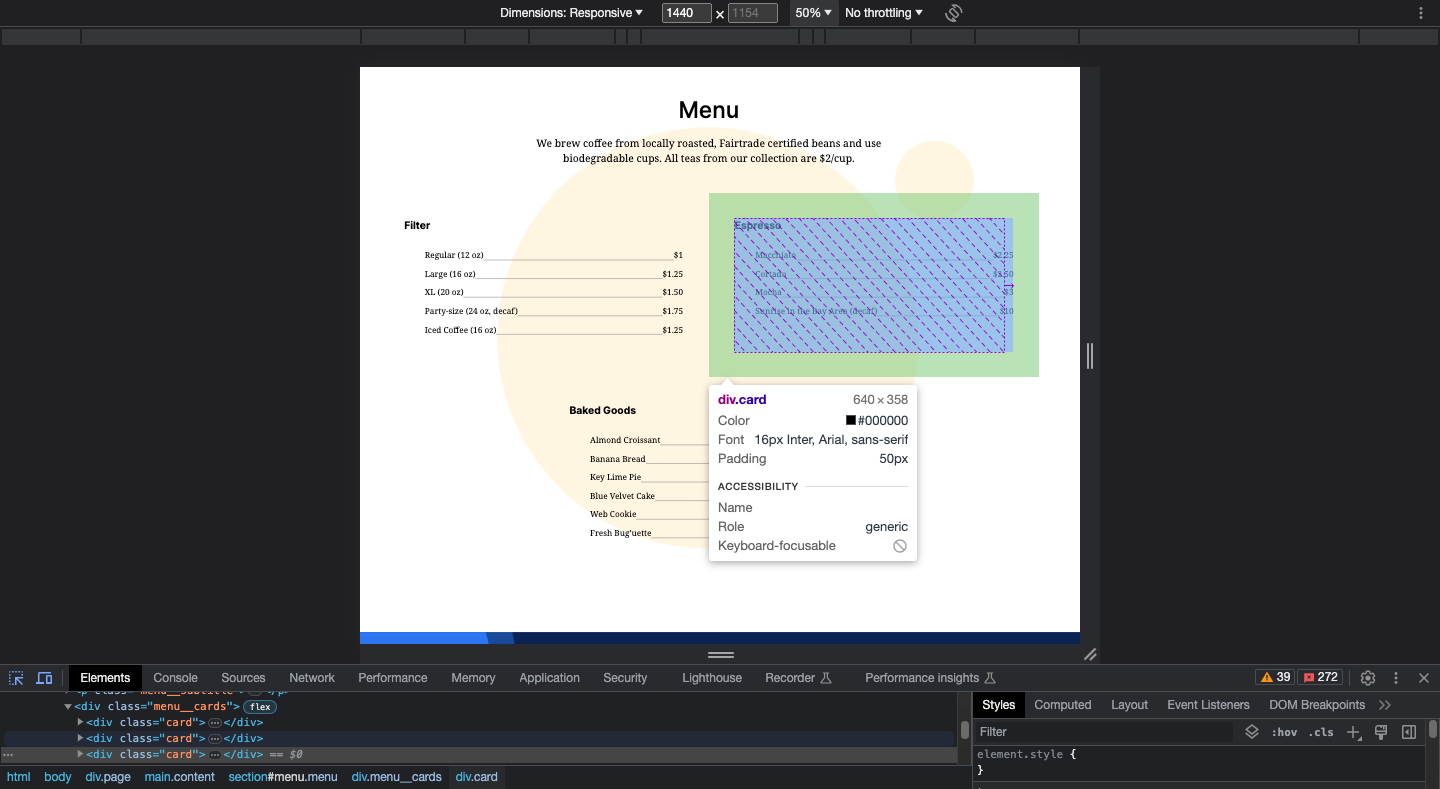 Dimensions: Responsive 1440 × 1154 50% No throttling
Menu
We brew coffee from locally roasted, Fairtrade certified beans and use
biodegradable cups. All teas from our collection are $2/cup.
Filter
Regular (12 oz) $1
Large (16 oz) $1.25
XL (20 oz) $1.50
Party-size (24 oz, decaf) $1.75
Iced Coffee (16 oz) $1.25
Espresso
Macchiato $2.25
Cortado $2.50
Mocha $3
Sunrise in the Bay Area (decaf) $10
Baked Goods
Almond Croissant
Banana Bread
Key Lime Pie
Blue Velvet Cake
Web Cookie
Fresh Bug'uette
div.card 640 × 358
Color #000000
Font 16px Inter, Arial, sans-serif
Padding 50px
ACCESSIBILITY
Name
Role generic
Keyboard-focusable
Elements Console Sources Network Performance Memory Application Security Lighthouse Recorder Performance insights 39 272
<p class="menu__subtitle">…</p>
<div class="menu__cards"> flex
<div class="card">…</div>
<div class="card">…</div>
… <div class="card">…</div> == $0
html body div.page main.content section#menu.menu div.menu__cards div.card
Styles Computed Layout Event Listeners DOM Breakpoints
Filter :hov .cls
element.style {
}